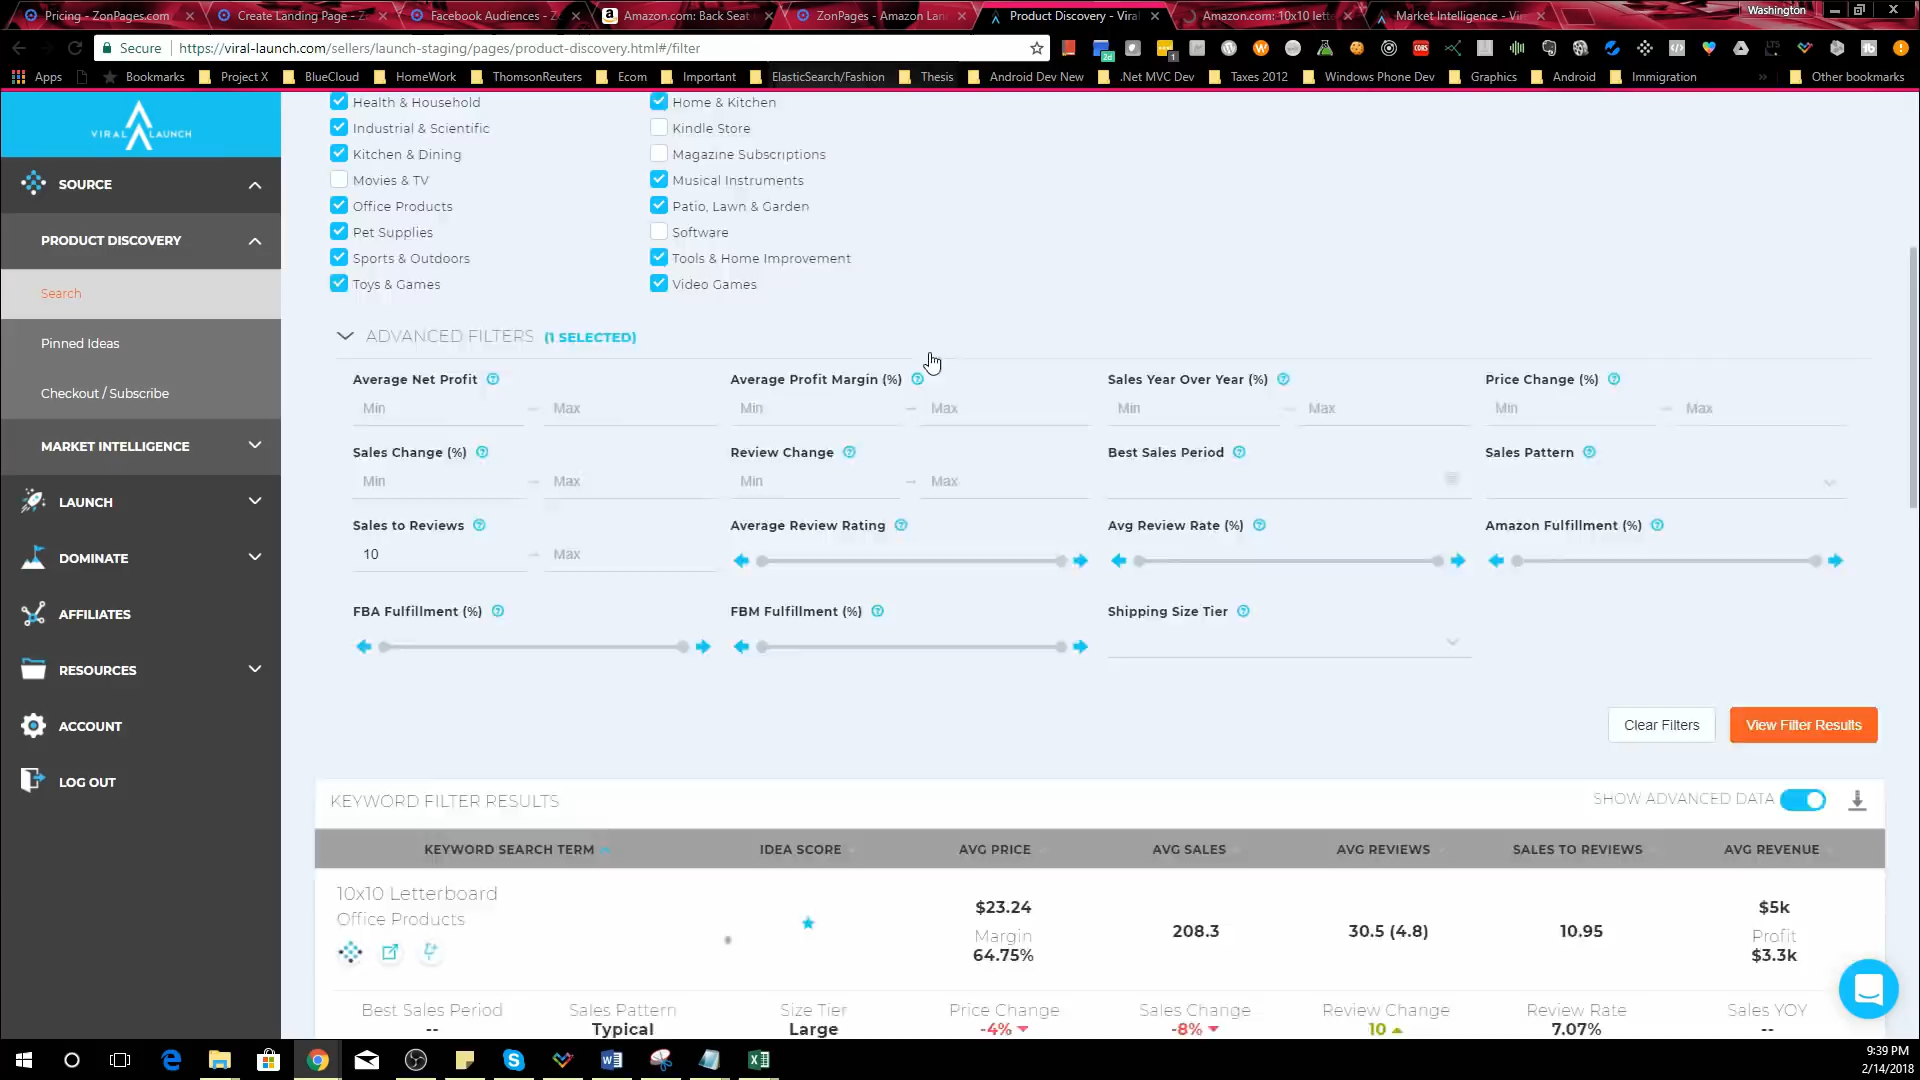 Pricing - ZonPages.com
Create Landing Page - Zo
Facebook Audiences - Z
Amazon.com: Back Seat
ZonPages - Amazon Lan
Product Discovery - Viral
Amazon.com: 10x10 lette
Market Intelligence - Vir
Washington
Secure
https://viral-launch.com/sellers/launch-staging/pages/product-discovery.html#/filter
Apps
Bookmarks
Project X
BlueCloud
HomeWork
ThomsonReuters
Ecom
Important
ElasticSearch/Fashion
Thesis
Android Dev New
.Net MVC Dev
Taxes 2012
Windows Phone Dev
Graphics
Android
Immigration
»
Other bookmarks
VIRAL LAUNCH
SOURCE
PRODUCT DISCOVERY
Search
Pinned Ideas
Checkout / Subscribe
MARKET INTELLIGENCE
LAUNCH
DOMINATE
AFFILIATES
RESOURCES
ACCOUNT
LOG OUT
Health & Household
Home & Kitchen
Industrial & Scientific
Kindle Store
Kitchen & Dining
Magazine Subscriptions
Movies & TV
Musical Instruments
Office Products
Patio, Lawn & Garden
Pet Supplies
Software
Sports & Outdoors
Tools & Home Improvement
Toys & Games
Video Games
ADVANCED FILTERS (1 SELECTED)
Average Net Profit
Average Profit Margin (%)
Sales Year Over Year (%)
Price Change (%)
Min – Max
Min – Max
Min – Max
Min – Max
Sales Change (%)
Review Change
Best Sales Period
Sales Pattern
Min – Max
Min – Max
Sales to Reviews
Average Review Rating
Avg Review Rate (%)
Amazon Fulfillment (%)
10 – Max
FBA Fulfillment (%)
FBM Fulfillment (%)
Shipping Size Tier
Clear Filters
View Filter Results
KEYWORD FILTER RESULTS
SHOW ADVANCED DATA
KEYWORD SEARCH TERM
IDEA SCORE
AVG PRICE
AVG SALES
AVG REVIEWS
SALES TO REVIEWS
AVG REVENUE
10x10 Letterboard
Office Products
$23.24
Margin
64.75%
208.3
30.5 (4.8)
10.95
$5k
Profit
$3.3k
Best Sales Period
Sales Pattern
Size Tier
Price Change
Sales Change
Review Change
Review Rate
Sales YOY
--
Typical
Large
-4%
-8%
10
7.07%
--
9:39 PM
2/14/2018